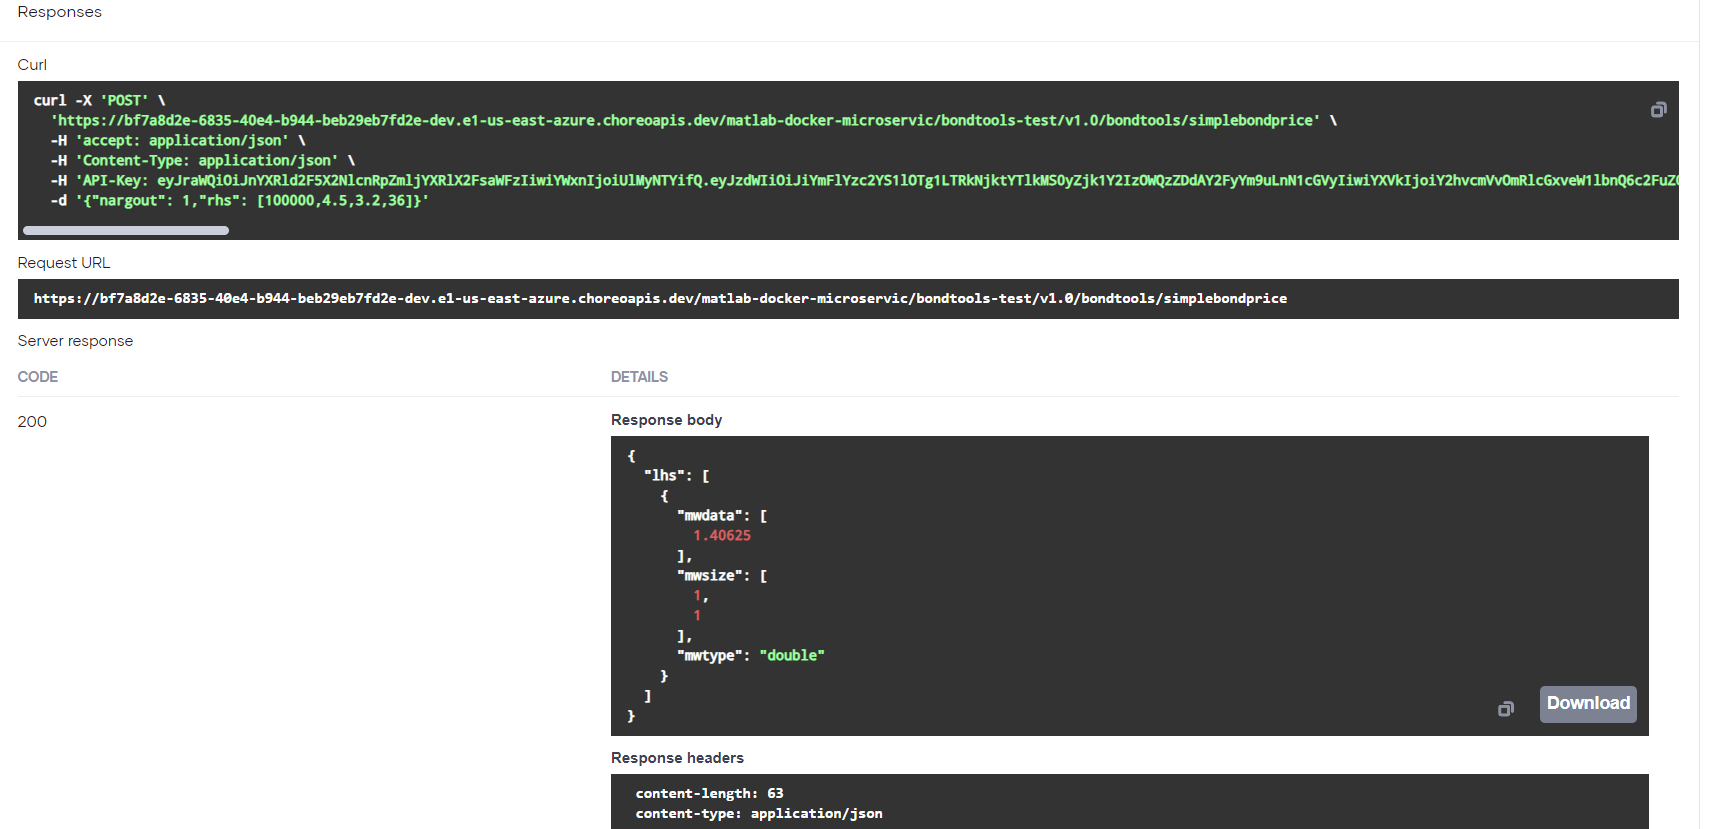 Responses
Curl
curl -X 'POST' \
'https://bf7a8d2e-6835-40e4-b944-beb29eb7fd2e-dev.e1-us-east-azure.choreoapis.dev/matlab-docker-microservic/bondtools-test/v1.0/bondtools/simplebondprice' \
-H 'accept: application/json' \
-H 'Content-Type: application/json' \
-H 'API-Key:
-d '{"nargout": 1,"rhs": [100000,4.5,3.2,36]}'
Request URL
https://bf7a8d2e-6835-40e4-b944-beb29eb7fd2e-dev.e1-us-east-azure.choreoapis.dev/matlab-docker-microservic/bondtools-test/v1.0/bondtools/simplebondprice
Server response
CODE DETAILS
200
Response body
{
"lhs": [
{
"mwdata": [
1.40625
],
"mwsize": [
1,
1
],
"mwtype": "double"
}
]
}
Download
Response headers
content-length: 63
content-type: application/json